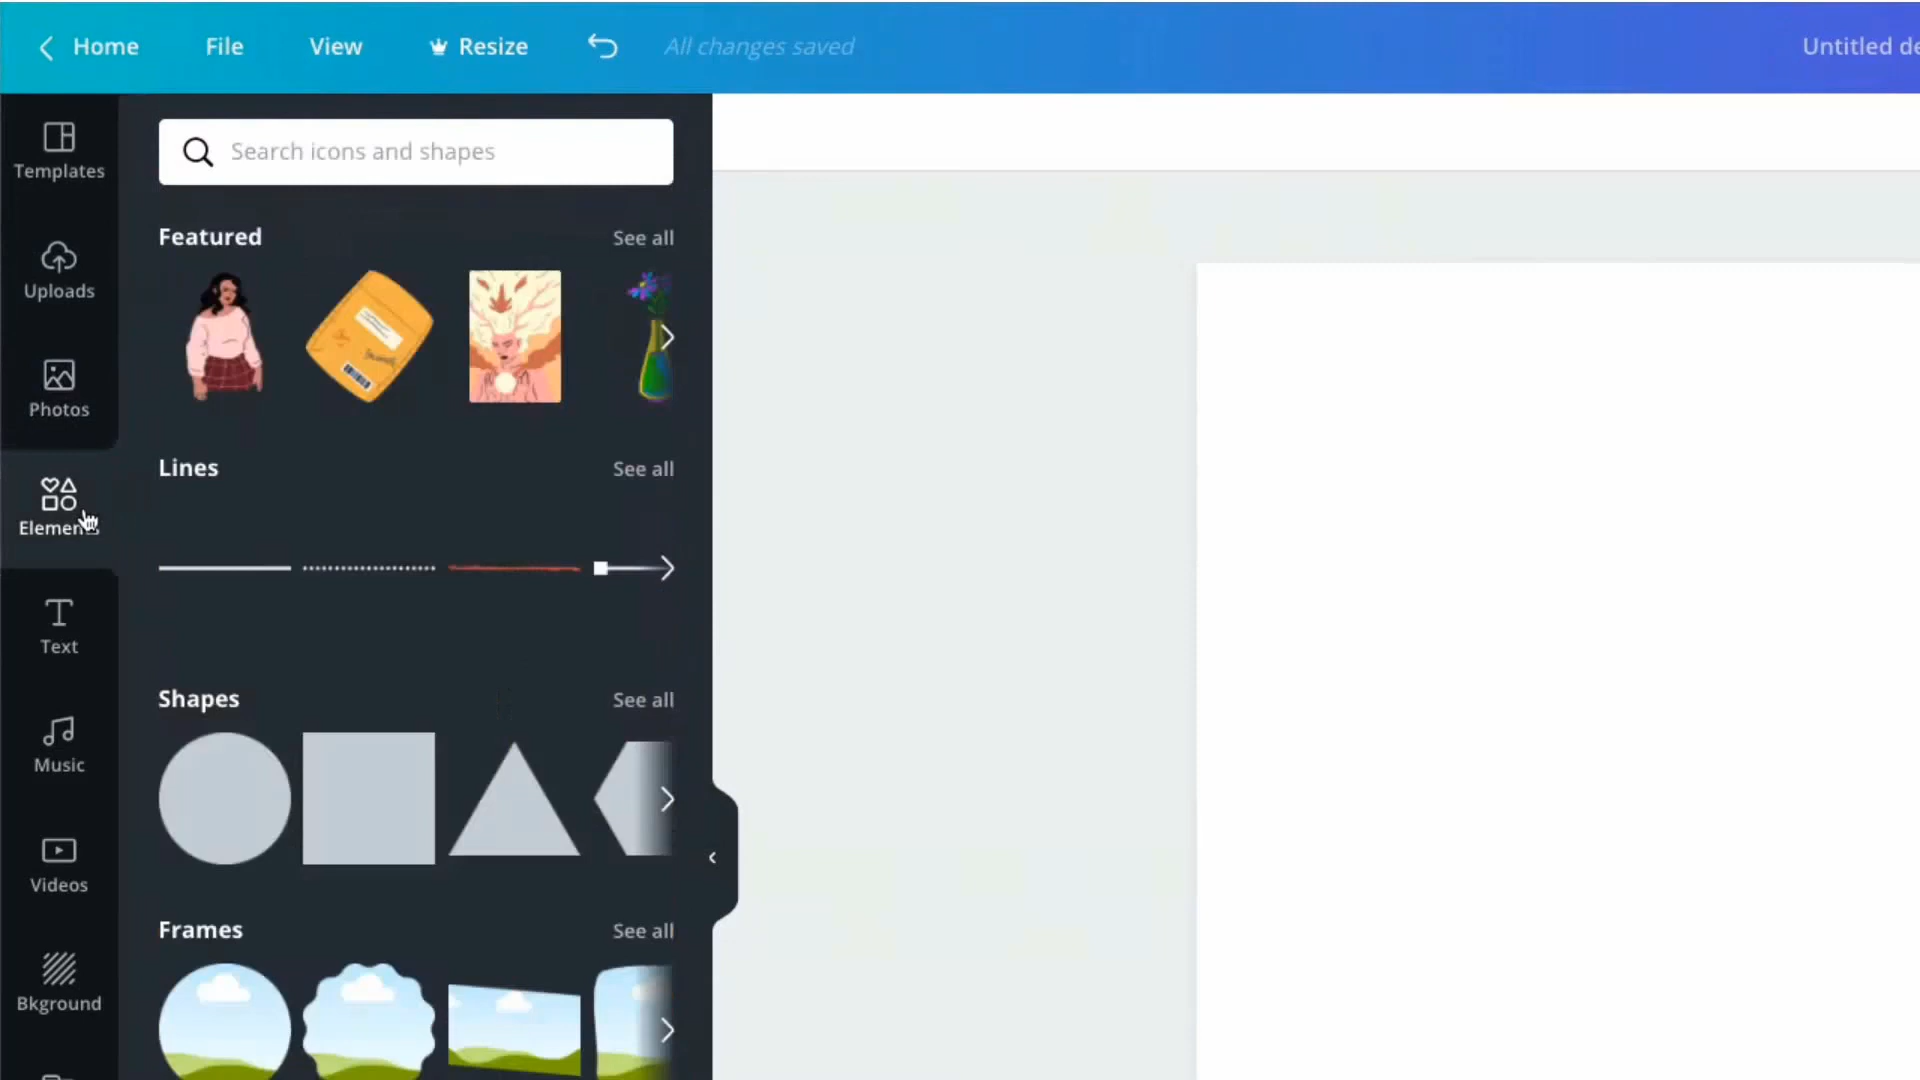 Home File View Resize All changes saved Untitled de
Templates
Uploads
Photos
Elements
Text
Music
Videos
Bkground
Search icons and shapes
Featured See all
Lines See all
Shapes See all
Frames See all